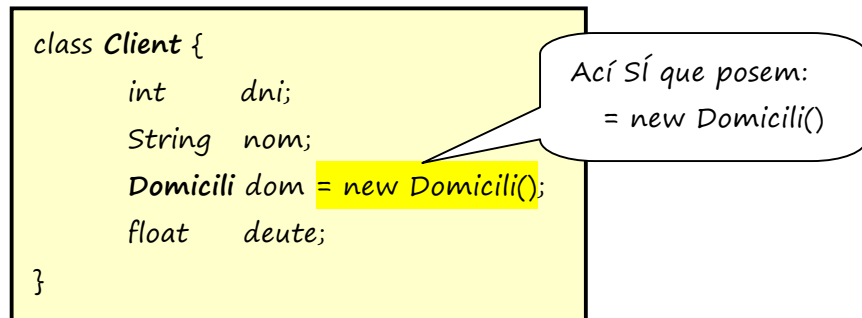 class Client {
int dni;
String nom;
Domicili dom = new Domicili();
float deute;
}
Ací SÍ que posem:
= new Domicili()